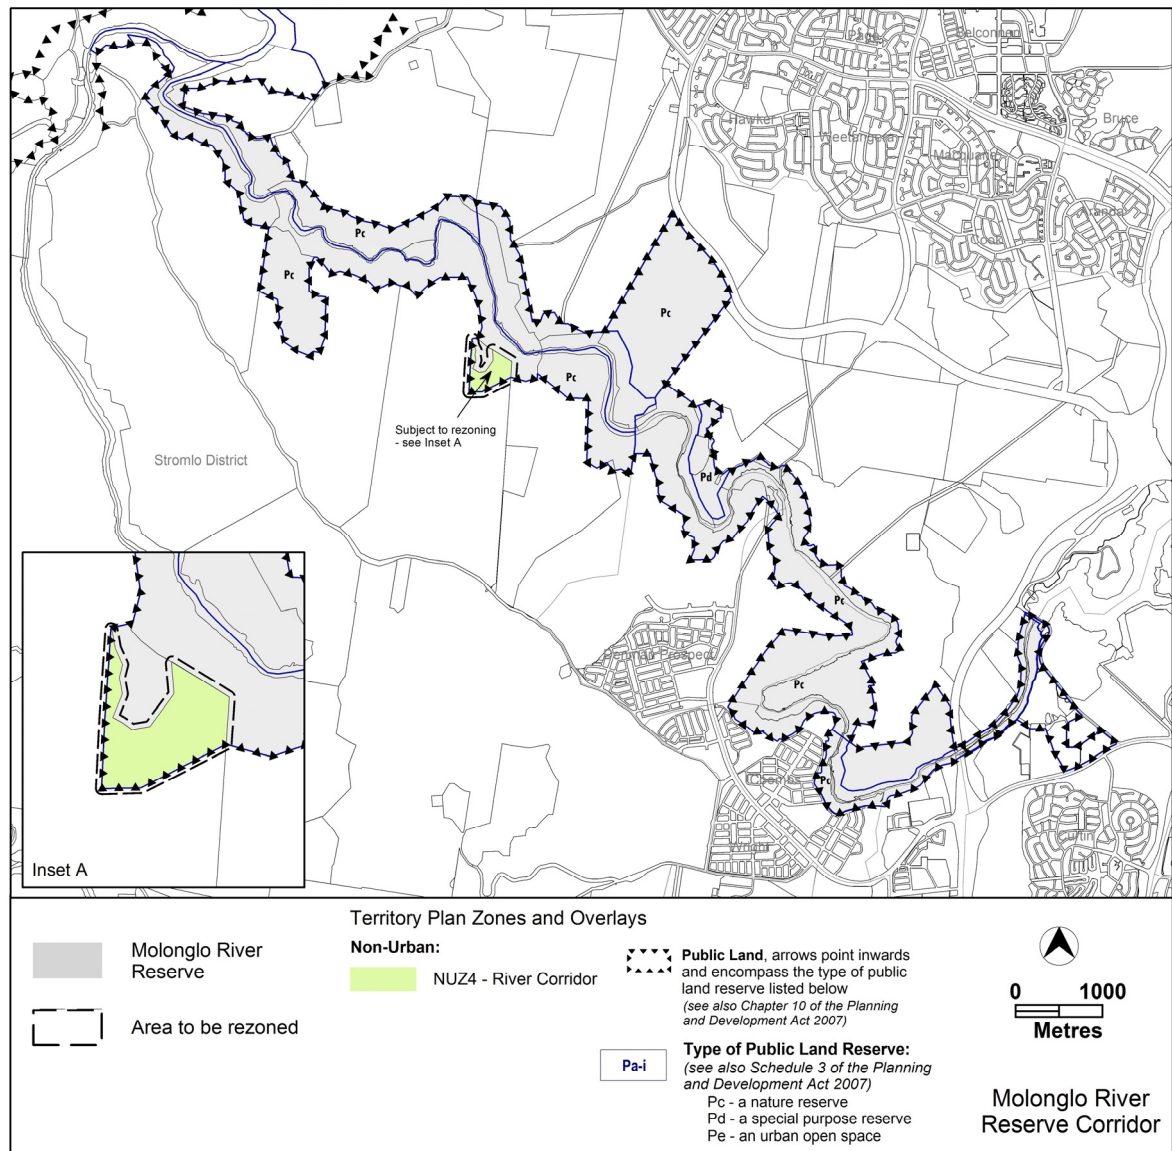 Page
Belconnen
Hawker
Weetangera
Bruce
Macquarie
Aranda
Cook
Pc
Pc
Pc
Pc
Subject to rezoning
- see Inset A
Stromlo District
Pd
Pc
Denman Prospect
Pc
Coombs
Pc
Wright
Curtin
Inset A
Molonglo River
Reserve
Area to be rezoned
Territory Plan Zones and Overlays
Non-Urban:
NUZ4 - River Corridor
Public Land, arrows point inwards
and encompass the type of public
land reserve listed below
(see also Chapter 10 of the Planning
and Development Act 2007)
Pa-i
Type of Public Land Reserve:
(see also Schedule 3 of the Planning
and Development Act 2007)
Pc - a nature reserve
Pd - a special purpose reserve
Pe - an urban open space
0 1000
Metres
Molonglo River
Reserve Corridor